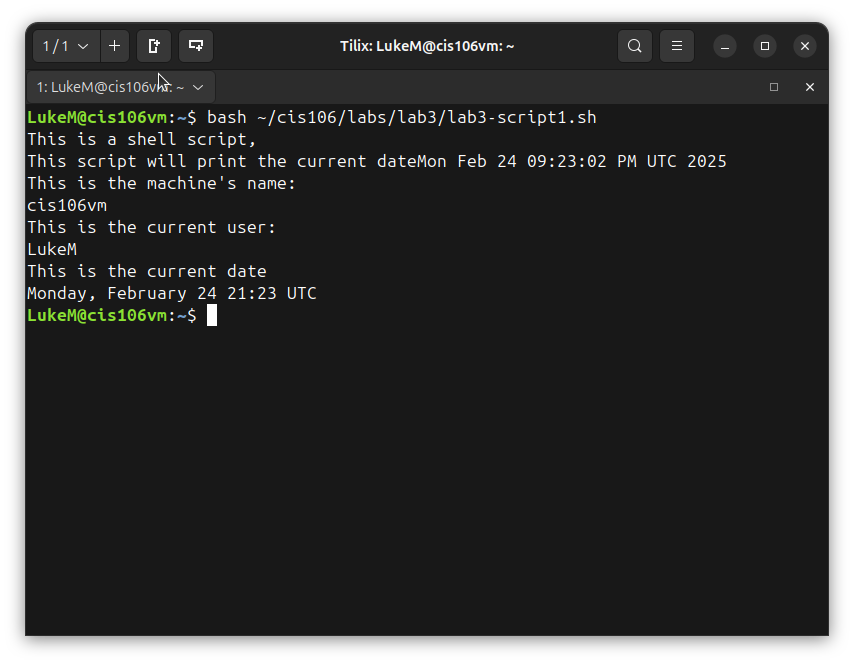 1 / 1
Tilix: LukeM@cis106vm: ~
1: LukeM@cis106vm: ~
LukeM@cis106vm:~$ bash ~/cis106/labs/lab3/lab3-script1.sh
This is a shell script,
This script will print the current dateMon Feb 24 09:23:02 PM UTC 2025
This is the machine's name:
cis106vm
This is the current user:
LukeM
This is the current date
Monday, February 24 21:23 UTC
LukeM@cis106vm:~$